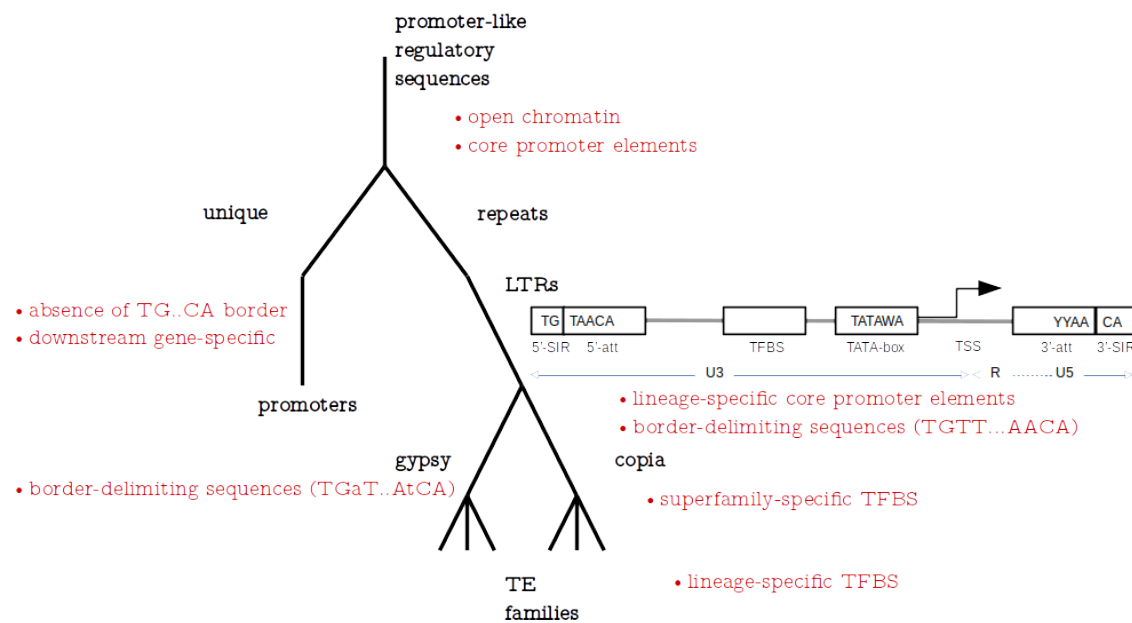 promoter-like
regulatory
sequences
• open chromatin
• core promoter elements
unique
repeats
LTRs
• absence of TG..CA border
• downstream gene-specific
TG TAACA TATAWA YYAA CA
5'-SIR 5'-att TFBS TATA-box TSS 3'-att 3'-SIR
U3 R U5
promoters
• lineage-specific core promoter elements
• border-delimiting sequences (TGTT...AACA)
gypsy
copia
• border-delimiting sequences (TGaT..AtCA)
• superfamily-specific TFBS
TE
families
• lineage-specific TFBS